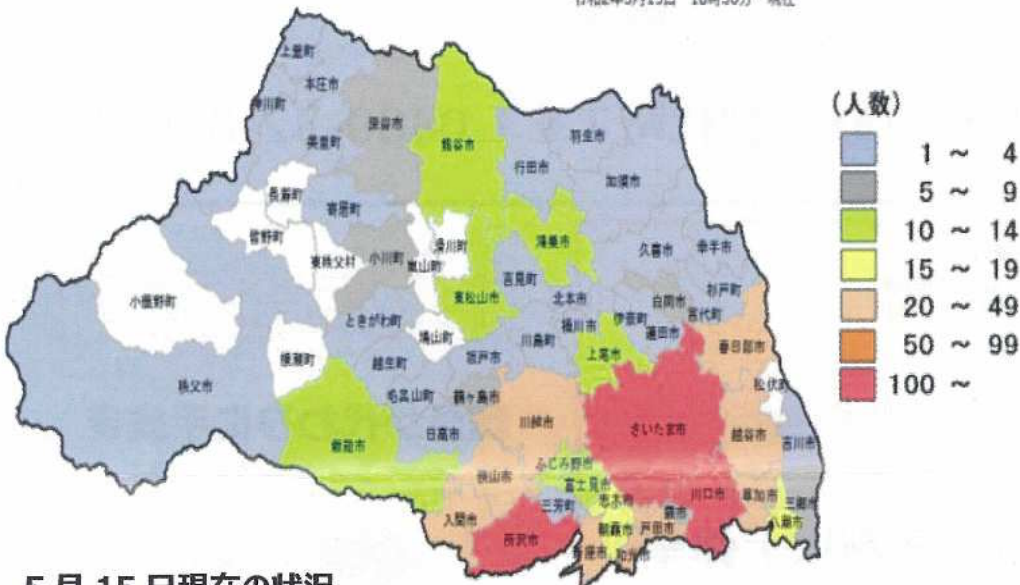 (人数)
1 ～ 4
5 ～ 9
10 ～ 14
15 ～ 19
20 ～ 49
50 ～ 99
100 ～
上里町
本庄市
神川町
深谷市
美里町
熊谷市
羽生市
行田市
加須市
長瀞町
寄居町
皆野町
東秩父村
小川町
嵐山町
滑川町
鴻巣市
久喜市
幸手市
小鹿野町
吉見町
東松山市
北本市
白岡市
杉戸町
宮代町
ときがわ町
鳩山町
川島町
桶川市
伊奈町
蓮田市
横瀬町
越生町
坂戸市
上尾市
春日部市
秩父市
毛呂山町
鶴ヶ島市
松伏町
飯能市
日高市
川越市
さいたま市
越谷市
吉川市
ふじみ野市
狭山市
富士見市
三芳町
志木市
川口市
草加市
三郷市
入間市
所沢市
朝霞市
戸田市
蕨市
八潮市
新座市
和光市
5月15日現在の状況